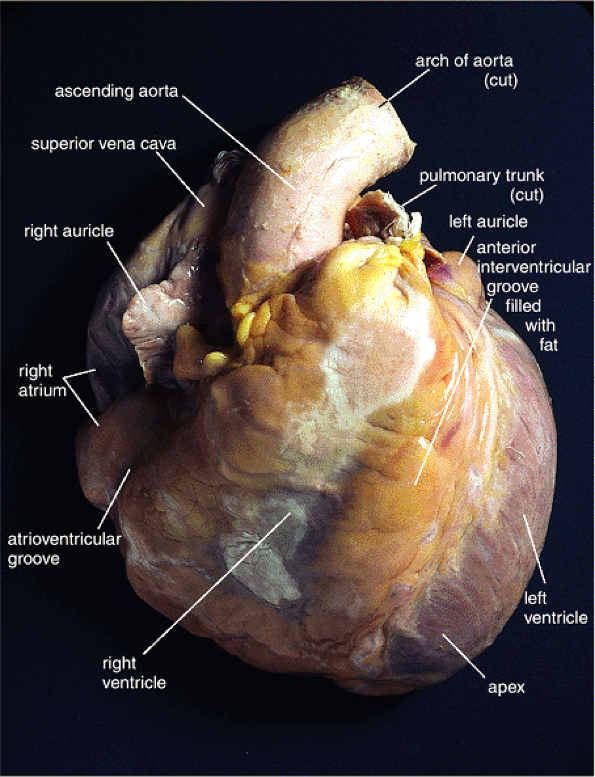 arch of aorta
(cut)
ascending aorta
superior vena cava
pulmonary trunk
(cut)
left auricle
right auricle
anterior
interventricular
groove
filled
with
fat
right
atrium
atrioventricular
groove
left
ventricle
right
ventricle
apex